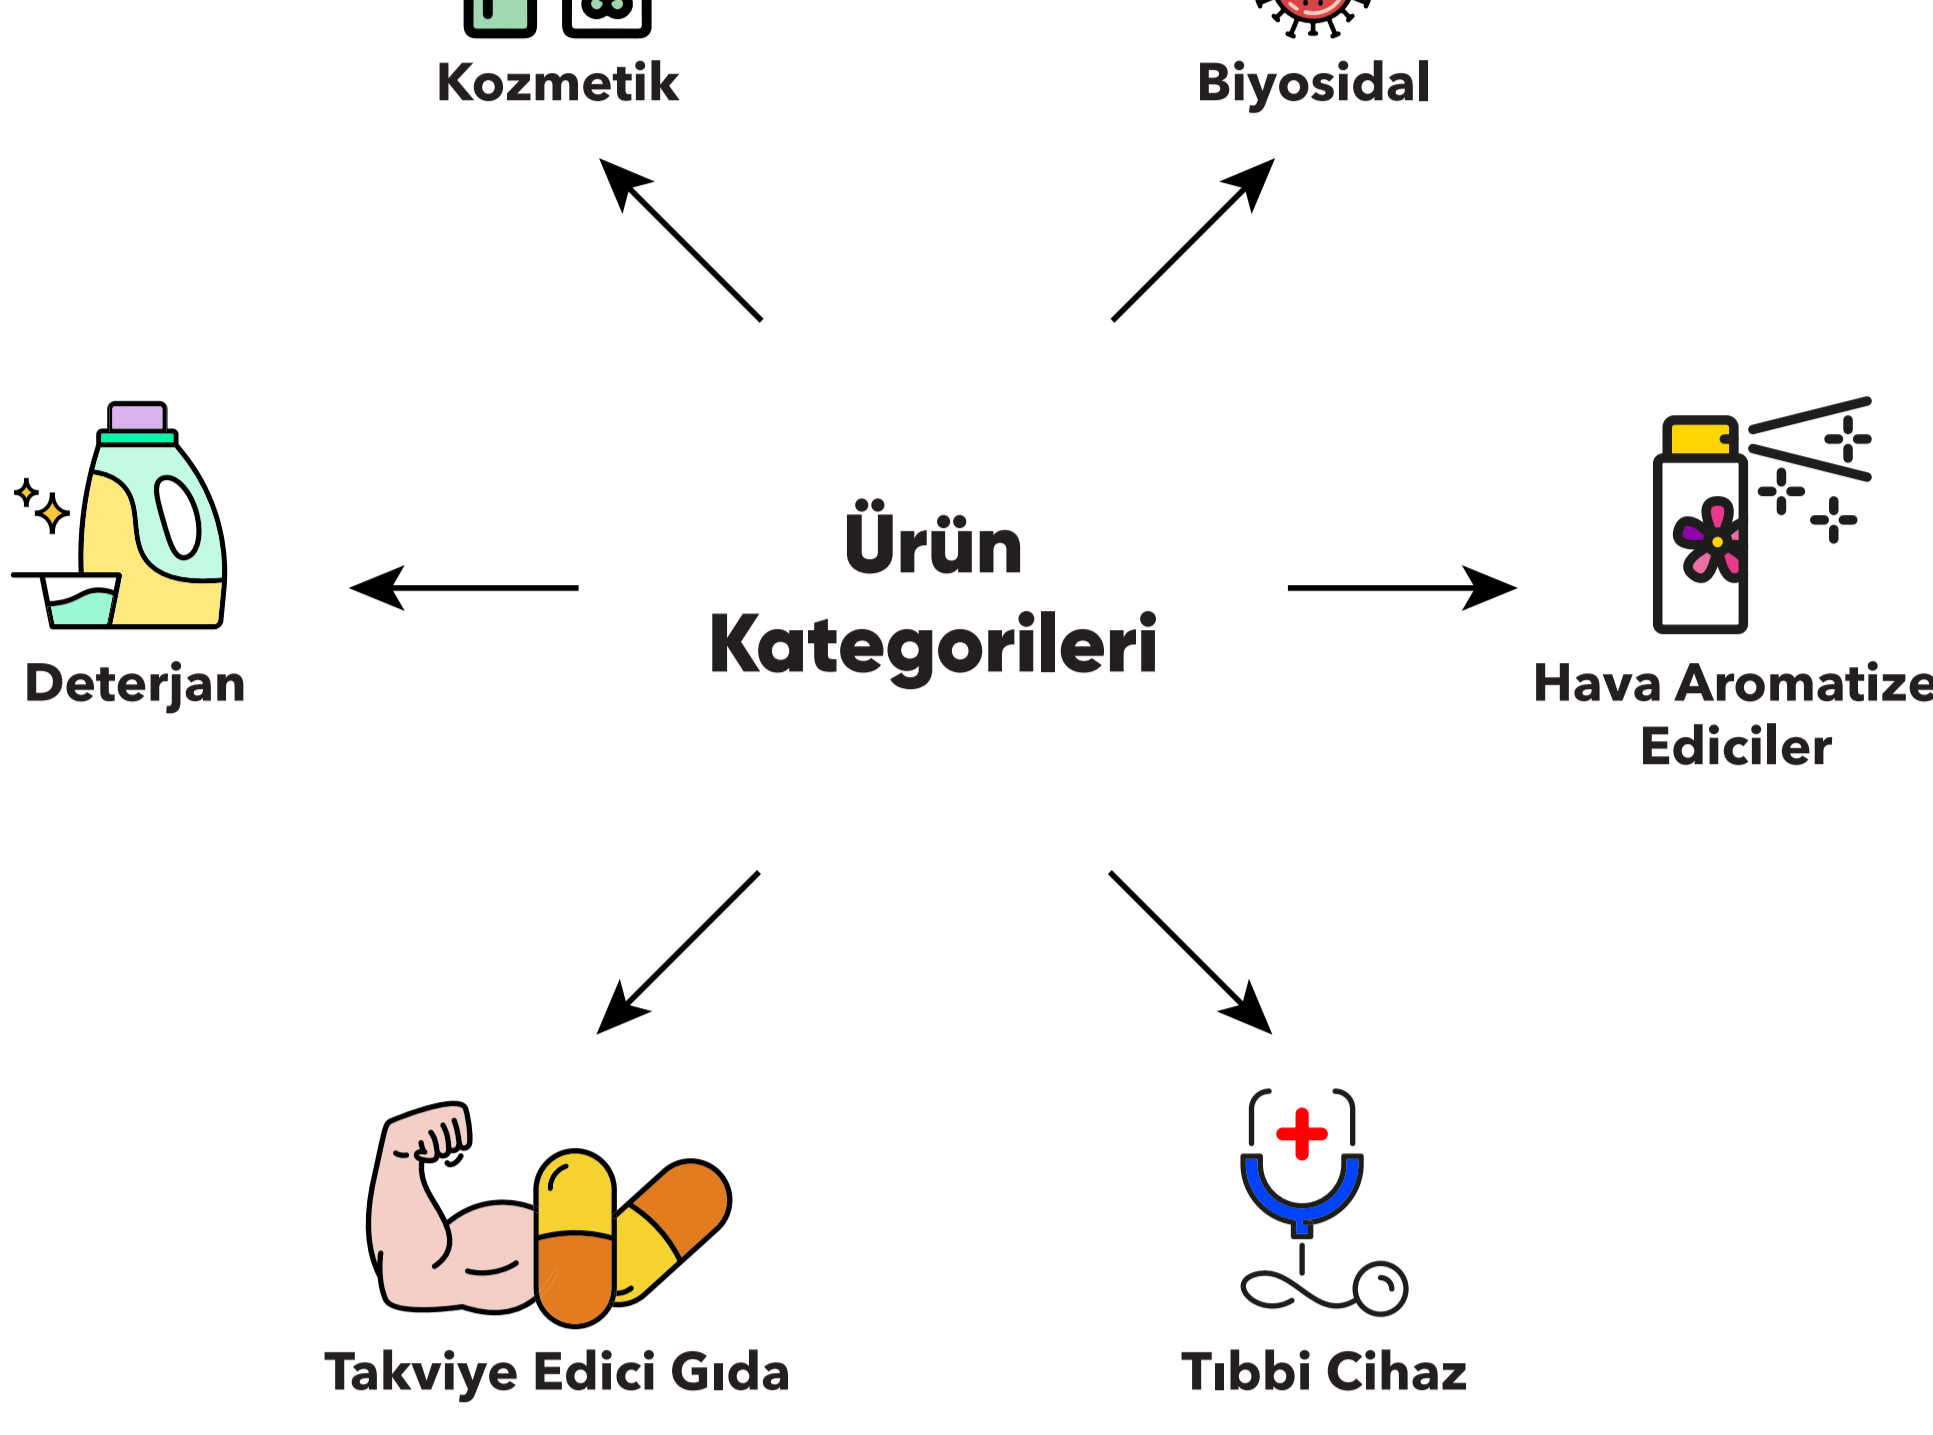 Kozmetik
Biyosidal
Ürün
Kategorileri
Deterjan
Hava Aromatize
Ediciler
Takviye Edici Gıda
Tıbbi Cihaz